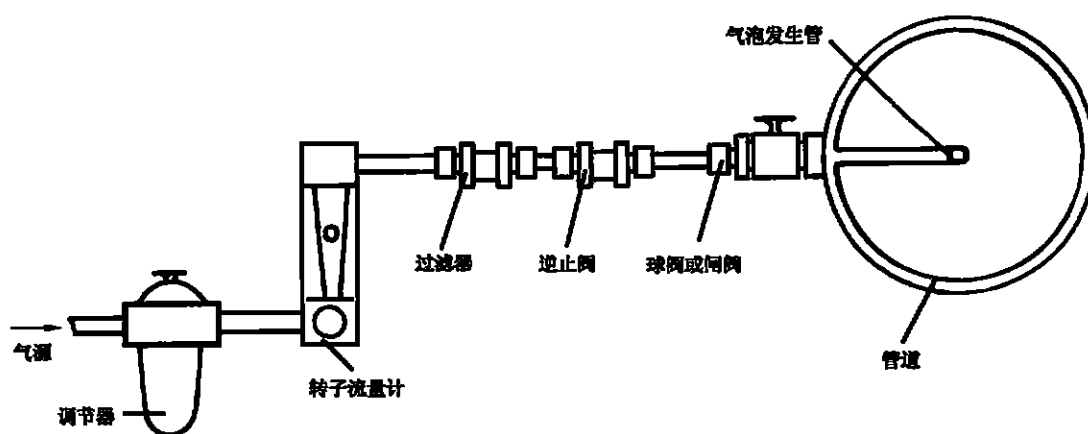 气泡发生管
过滤器
逆止阀
球阀或闸阀
气源
管道
转子流量计
调节器